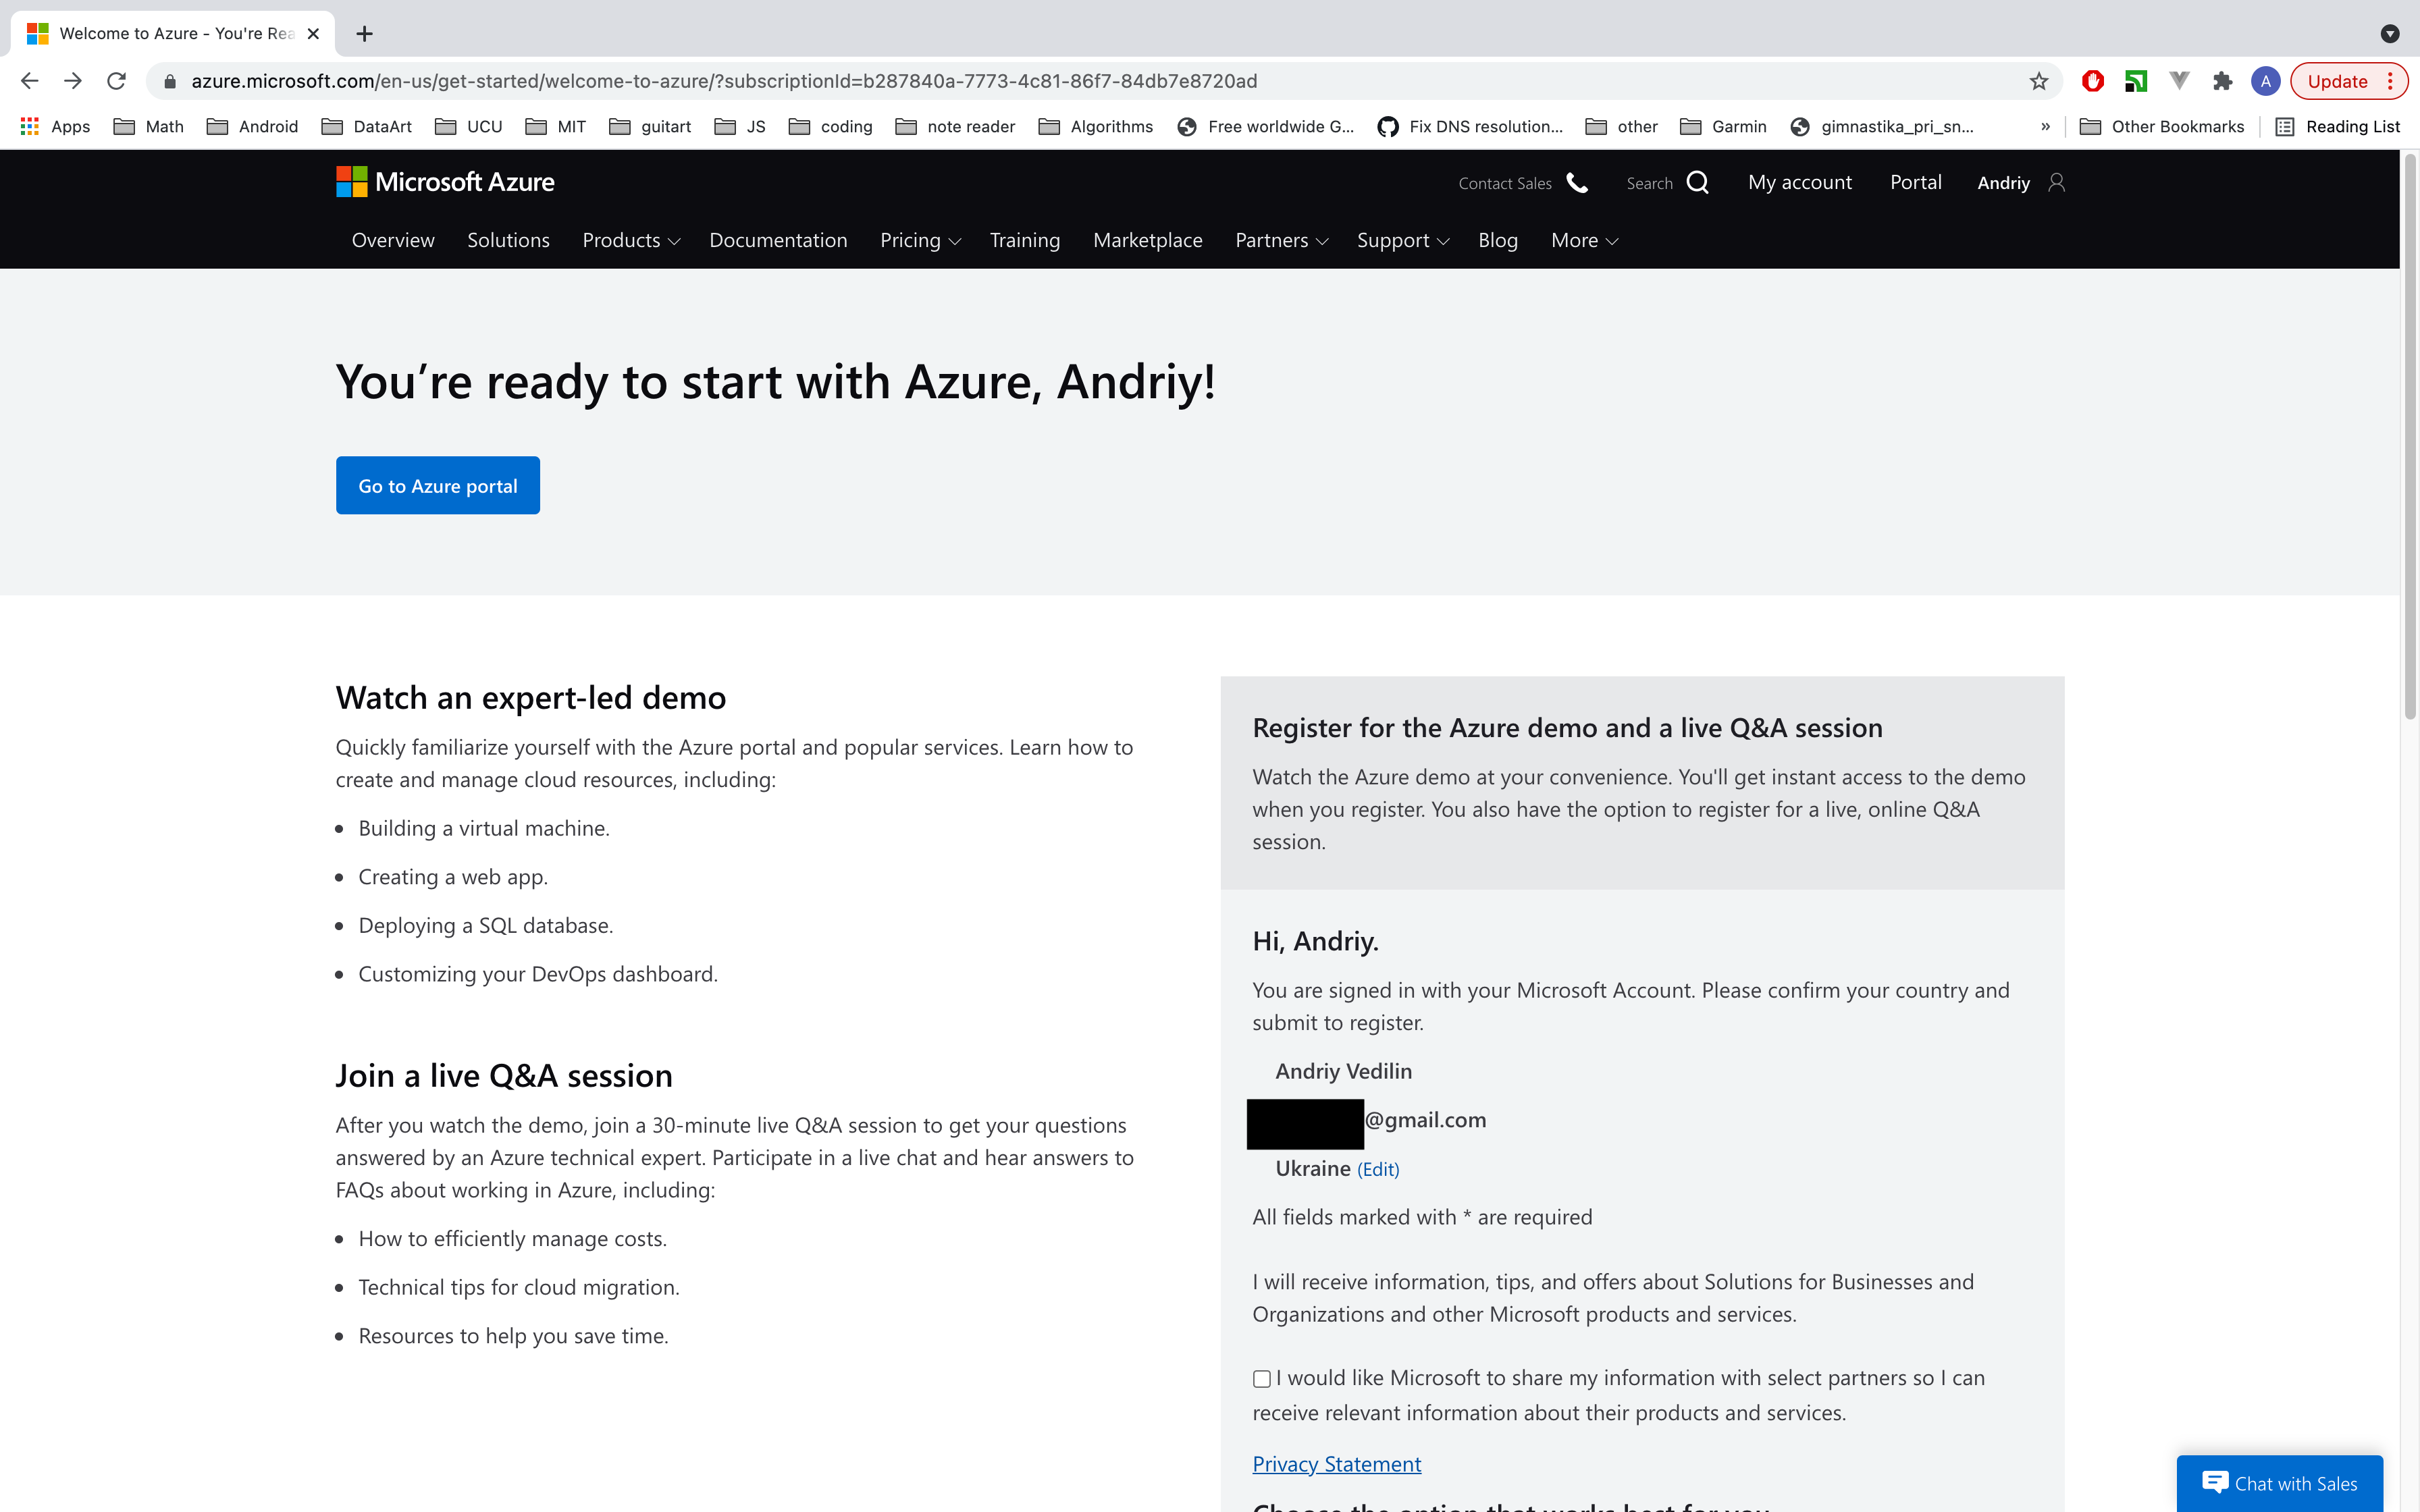 Welcome to Azure - You're Rea
azure.microsoft.com/en-us/get-started/welcome-to-azure/?subscriptionId=b287840a-7773-4c81-86f7-84db7e8720ad
A
Update
Apps Math Android DataArt UCU MIT guitart JS coding note reader Algorithms Free worldwide G... Fix DNS resolution... other Garmin gimnastika_pri_sn... » Other Bookmarks Reading List
Microsoft Azure
Contact Sales Search My account Portal Andriy
Overview Solutions Products Documentation Pricing Training Marketplace Partners Support Blog More
You’re ready to start with Azure, Andriy!
Go to Azure portal
Watch an expert-led demo
Quickly familiarize yourself with the Azure portal and popular services. Learn how to
create and manage cloud resources, including:
• Building a virtual machine.
• Creating a web app.
• Deploying a SQL database.
• Customizing your DevOps dashboard.
Join a live Q&A session
After you watch the demo, join a 30-minute live Q&A session to get your questions
answered by an Azure technical expert. Participate in a live chat and hear answers to
FAQs about working in Azure, including:
• How to efficiently manage costs.
• Technical tips for cloud migration.
• Resources to help you save time.
Register for the Azure demo and a live Q&A session
Watch the Azure demo at your convenience. You'll get instant access to the demo
when you register. You also have the option to register for a live, online Q&A
session.
Hi, Andriy.
You are signed in with your Microsoft Account. Please confirm your country and
submit to register.
Andriy Vedilin
@gmail.com
Ukraine (Edit)
All fields marked with * are required
I will receive information, tips, and offers about Solutions for Businesses and
Organizations and other Microsoft products and services.
I would like Microsoft to share my information with select partners so I can
receive relevant information about their products and services.
Privacy Statement
Choose the option that works best for you
Chat with Sales